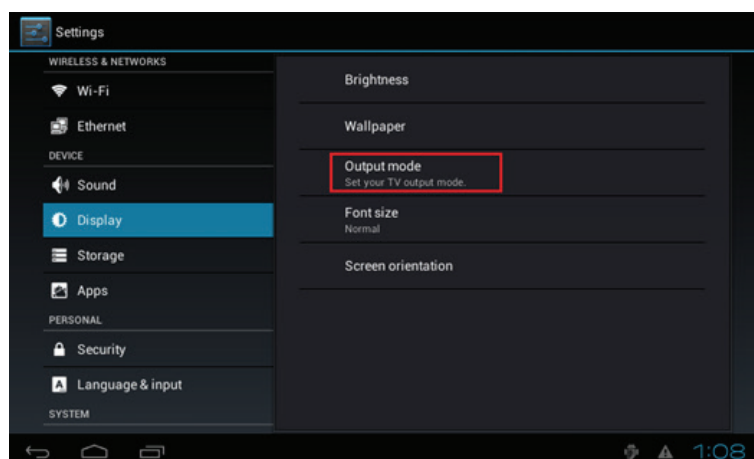 Settings
WIRELESS & NETWORKS
Wi-Fi
Ethernet
DEVICE
Sound
Display
Storage
Apps
PERSONAL
Security
Language & input
SYSTEM
Brightness
Wallpaper
Output mode
Set your TV output mode.
Font size
Normal
Screen orientation
1:08